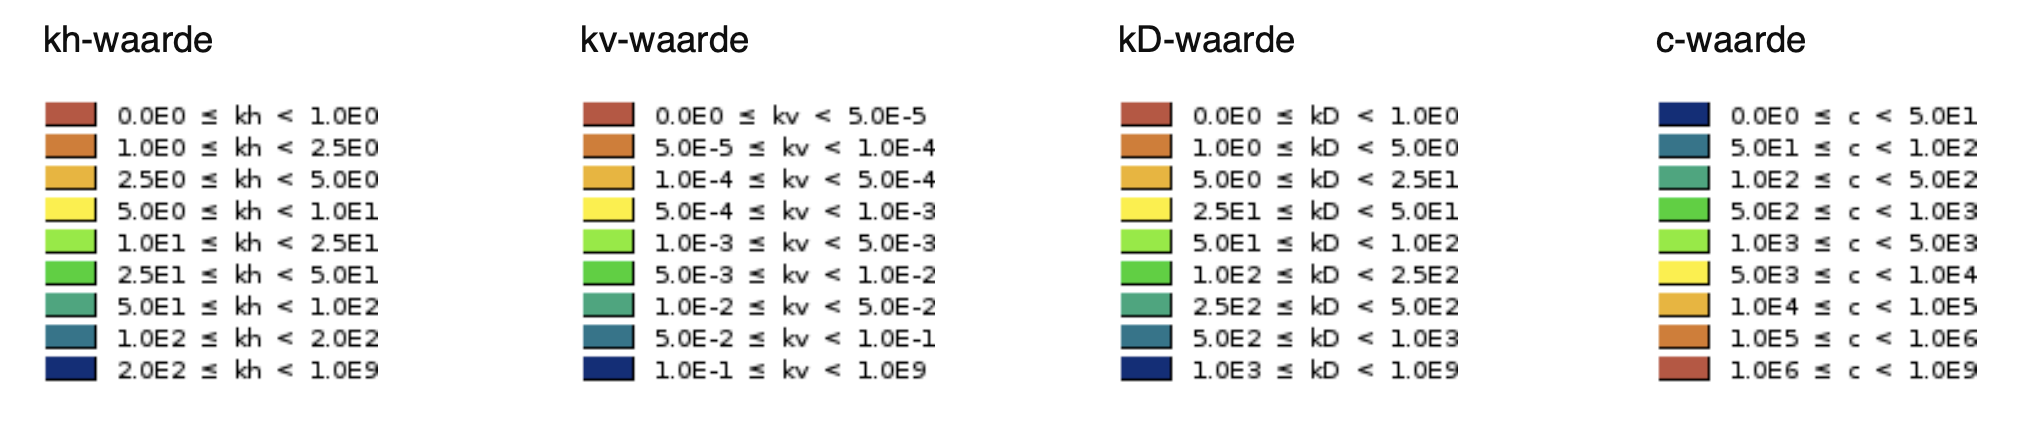 kh-waarde
0.0E0 ≤ kh < 1.0E0
1.0E0 ≤ kh < 2.5E0
2.5E0 ≤ kh < 5.0E0
5.0E0 ≤ kh < 1.0E1
1.0E1 ≤ kh < 2.5E1
2.5E1 ≤ kh < 5.0E1
5.0E1 ≤ kh < 1.0E2
1.0E2 ≤ kh < 2.0E2
2.0E2 ≤ kh < 1.0E9
kv-waarde
0.0E0 ≤ kv < 5.0E-5
5.0E-5 ≤ kv < 1.0E-4
1.0E-4 ≤ kv < 5.0E-4
5.0E-4 ≤ kv < 1.0E-3
1.0E-3 ≤ kv < 5.0E-3
5.0E-3 ≤ kv < 1.0E-2
1.0E-2 ≤ kv < 5.0E-2
5.0E-2 ≤ kv < 1.0E-1
1.0E-1 ≤ kv < 1.0E9
kD-waarde
0.0E0 ≤ kD < 1.0E0
1.0E0 ≤ kD < 5.0E0
5.0E0 ≤ kD < 2.5E1
2.5E1 ≤ kD < 5.0E1
5.0E1 ≤ kD < 1.0E2
1.0E2 ≤ kD < 2.5E2
2.5E2 ≤ kD < 5.0E2
5.0E2 ≤ kD < 1.0E3
1.0E3 ≤ kD < 1.0E9
c-waarde
0.0E0 ≤ c < 5.0E1
5.0E1 ≤ c < 1.0E2
1.0E2 ≤ c < 5.0E2
5.0E2 ≤ c < 1.0E3
1.0E3 ≤ c < 5.0E3
5.0E3 ≤ c < 1.0E4
1.0E4 ≤ c < 1.0E5
1.0E5 ≤ c < 1.0E6
1.0E6 ≤ c < 1.0E9